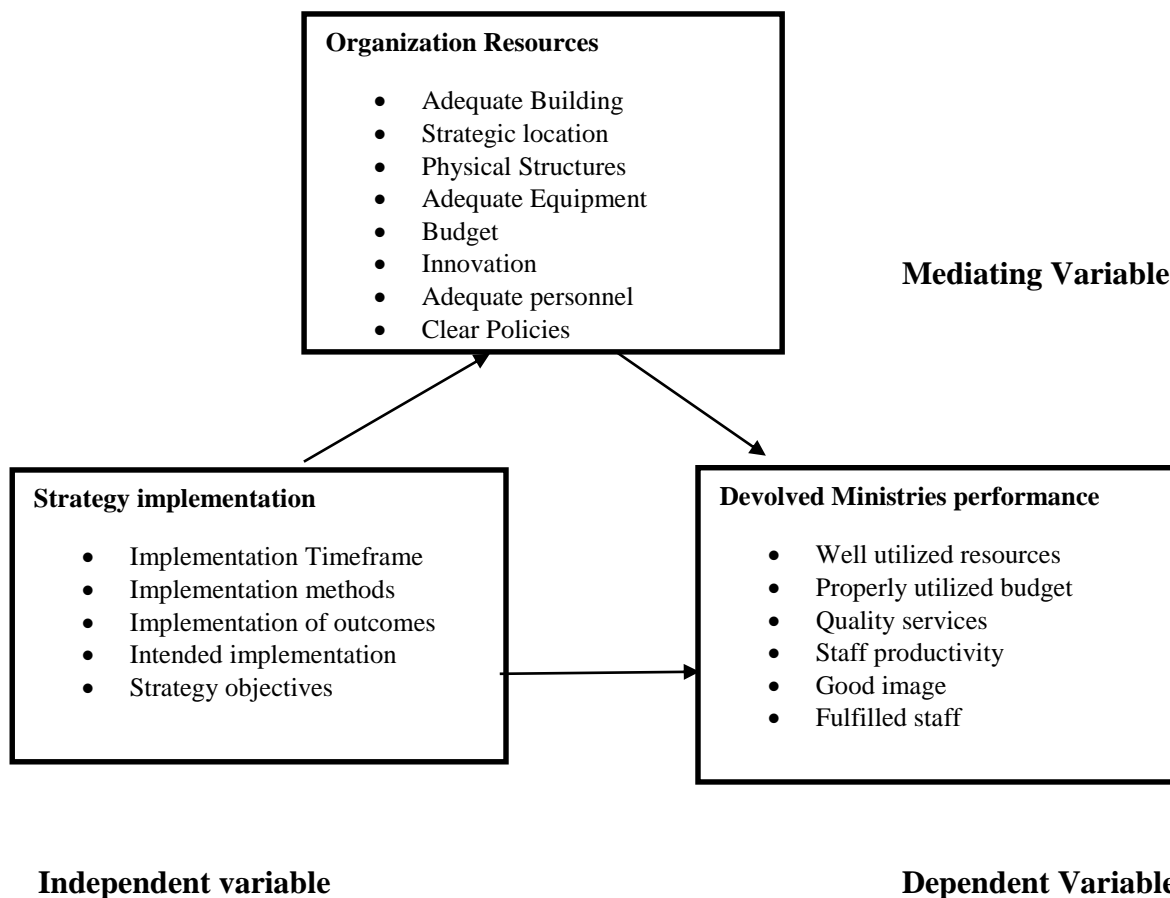 Organization Resources
• Adequate Building
• Strategic location
• Physical Structures
• Adequate Equipment
• Budget
• Innovation
• Adequate personnel
• Clear Policies
Mediating Variable
Strategy implementation
• Implementation Timeframe
• Implementation methods
• Implementation of outcomes
• Intended implementation
• Strategy objectives
Devolved Ministries performance
• Well utilized resources
• Properly utilized budget
• Quality services
• Staff productivity
• Good image
• Fulfilled staff
Independent variable
Dependent Variable